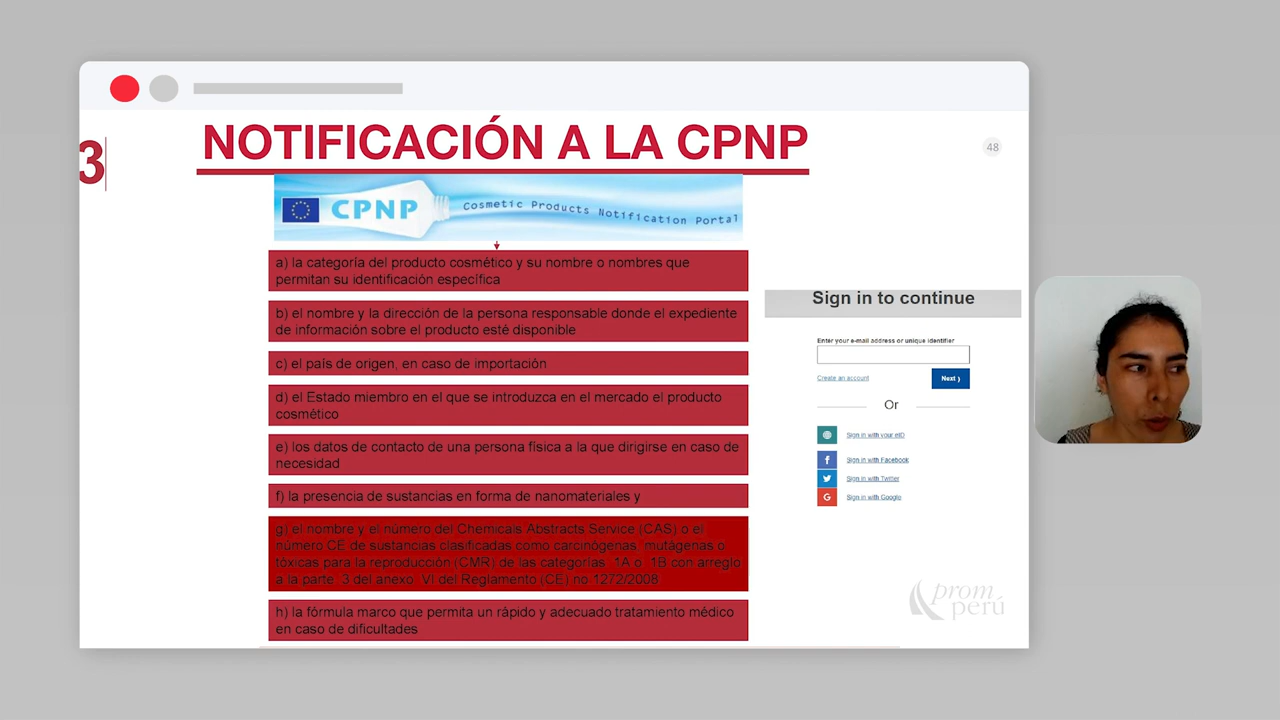 3
NOTIFICACIÓN A LA CPNP
48
CPNP
Cosmetic Products Notification Portal
a) la categoría del producto cosmético y su nombre o nombres que
permitan su identificación específica
b) el nombre y la dirección de la persona responsable donde el expediente
de información sobre el producto esté disponible
c) el país de origen, en caso de importación
d) el Estado miembro en el que se introduzca en el mercado el producto
cosmético
e) los datos de contacto de una persona física a la que dirigirse en caso de
necesidad
f) la presencia de sustancias en forma de nanomateriales y
g) el nombre y el número del Chemicals Abstracts Service (CAS) o el
número CE de sustancias clasificadas como carcinógenas, mutágenas o
tóxicas para la reproducción (CMR) de las categorías 1A o 1B con arreglo
a la parte 3 del anexo VI del Reglamento (CE) no 1272/2008
h) la fórmula marco que permita un rápido y adecuado tratamiento médico
en caso de dificultades
Sign in to continue
Enter your e-mail address or unique identifier
Create an account
Next ⟩
Or
Sign in with your eID
Sign in with Facebook
Sign in with Twitter
Sign in with Google
prom
perú